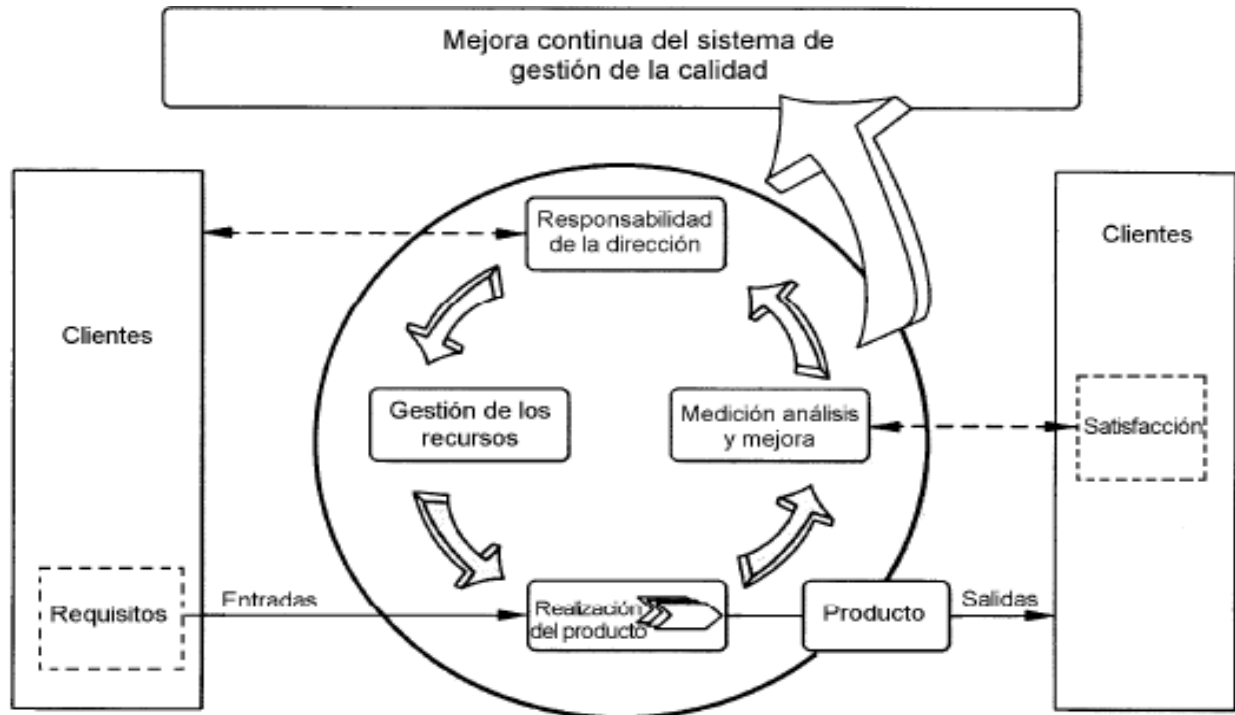 Mejora continua del sistema de
gestión de la calidad
Responsabilidad
de la dirección
Clientes
Clientes
Gestión de los
recursos
Medición análisis
y mejora
Satisfacción
Requisitos
Entradas
Realización
del producto
Producto
Salidas